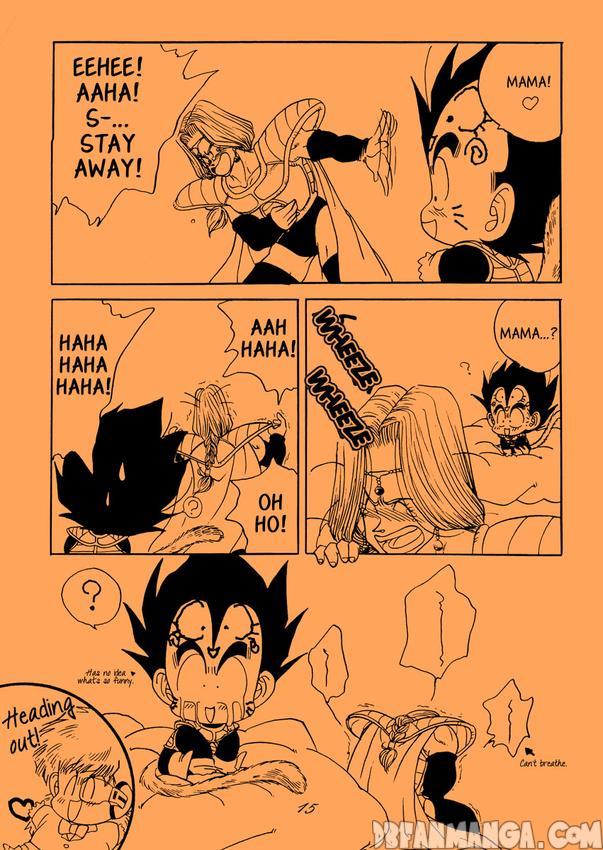 EEHEE!
AAHA!
S-...
STAY
AWAY!
MAMA!
♡
HAHA
HAHA
HAHA!
AAH
HAHA!
OH
HO!
WHEEZE
WHEEZE
MAMA...?
?
?
Has no idea
what's so funny.
Heading
out!
Can't breathe.
15
DBFANMANGA.COM